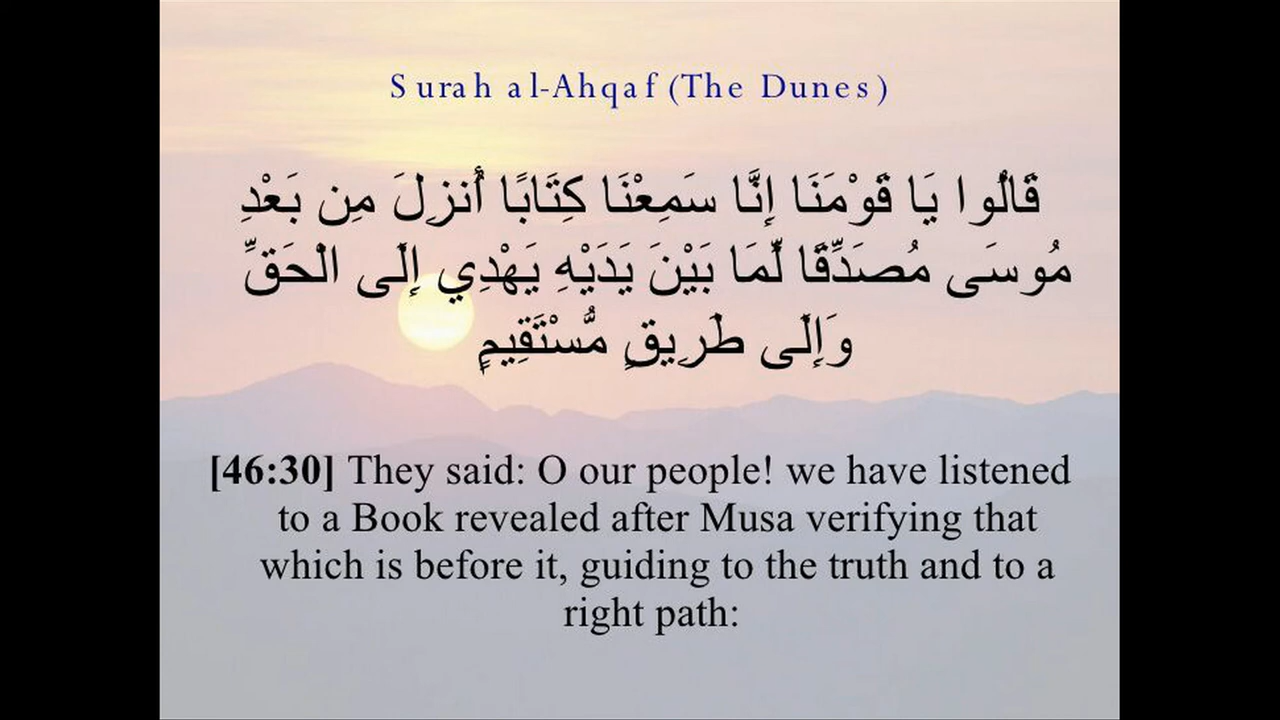 Surah al-Ahqaf (The Dunes)
قَالُوا يَا قَوْمَنَا إِنَّا سَمِعْنَا كِتَابًا أُنزِلَ مِن بَعْدِ
مُوسَى مُصَدِّقًا لِّمَا بَيْنَ يَدَيْهِ يَهْدِي إِلَى الْحَقِّ
وَإِلَى طَرِيقٍ مُّسْتَقِيمٍ
[46:30] They said: O our people! we have listened
to a Book revealed after Musa verifying that
which is before it, guiding to the truth and to a
right path: